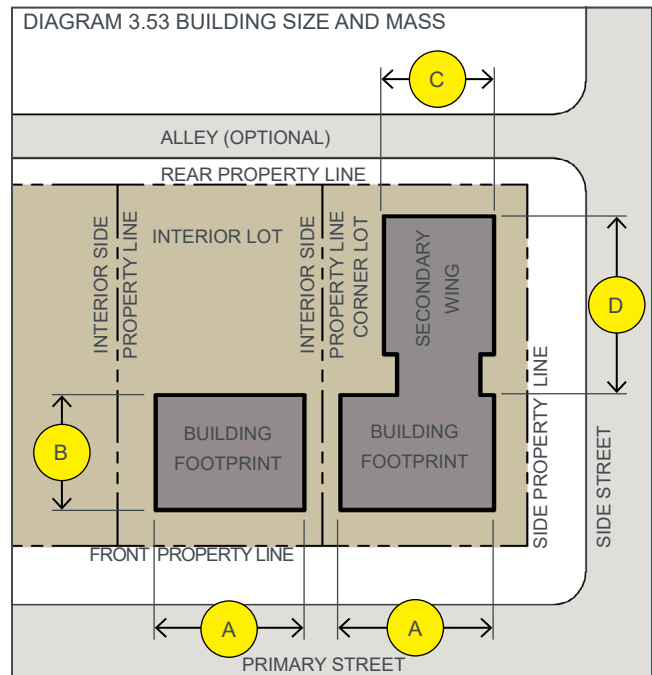 DIAGRAM 3.53 BUILDING SIZE AND MASS
C
ALLEY (OPTIONAL)
REAR PROPERTY LINE
INTERIOR SIDE
PROPERTY LINE
INTERIOR LOT
INTERIOR SIDE
PROPERTY LINE
CORNER LOT
SECONDARY
WING
D
SIDE PROPERTY LINE
SIDE STREET
B
BUILDING
FOOTPRINT
BUILDING
FOOTPRINT
FRONT PROPERTY LINE
A
A
PRIMARY STREET